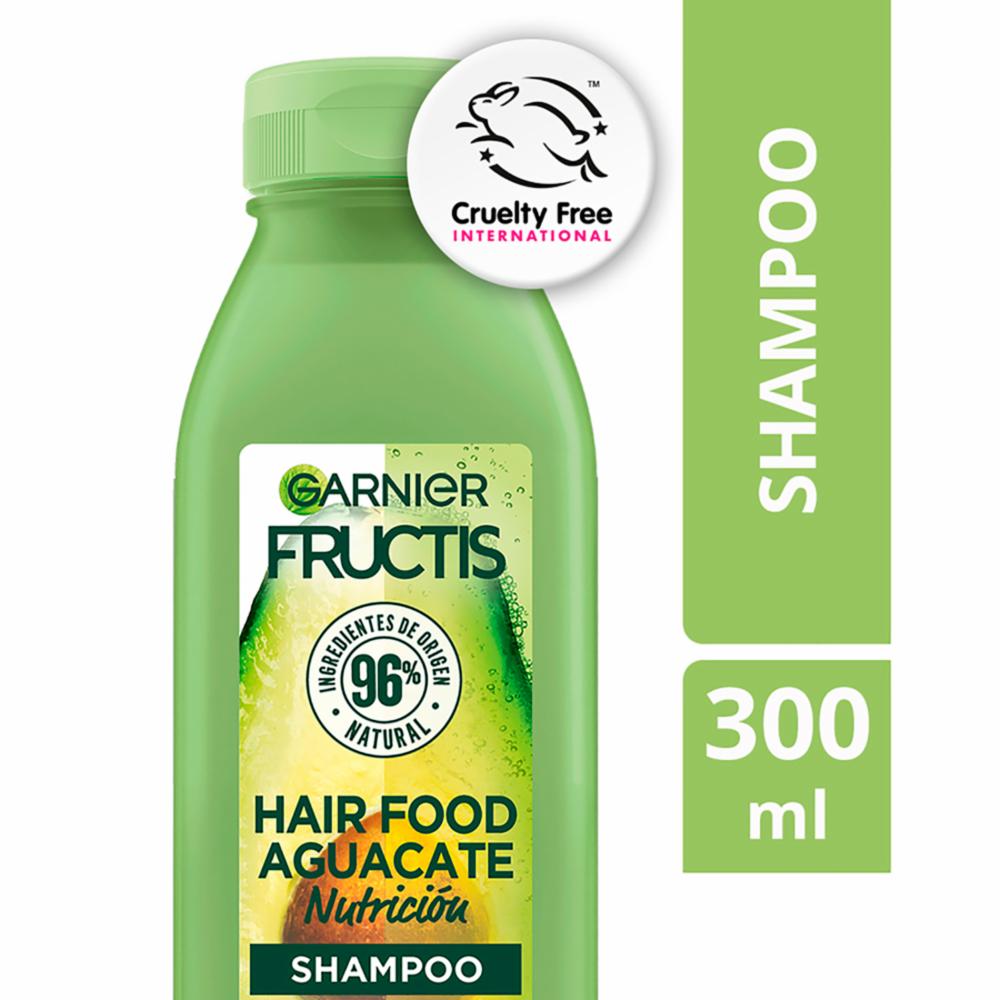 TM
Cruelty Free
INTERNATIONAL
GARNIER
FRUCTIS
INGREDIENTES DE ORIGEN
96%
NATURAL
HAIR FOOD
AGUACATE
Nutrición
SHAMPOO
SHAMPOO
300
ml